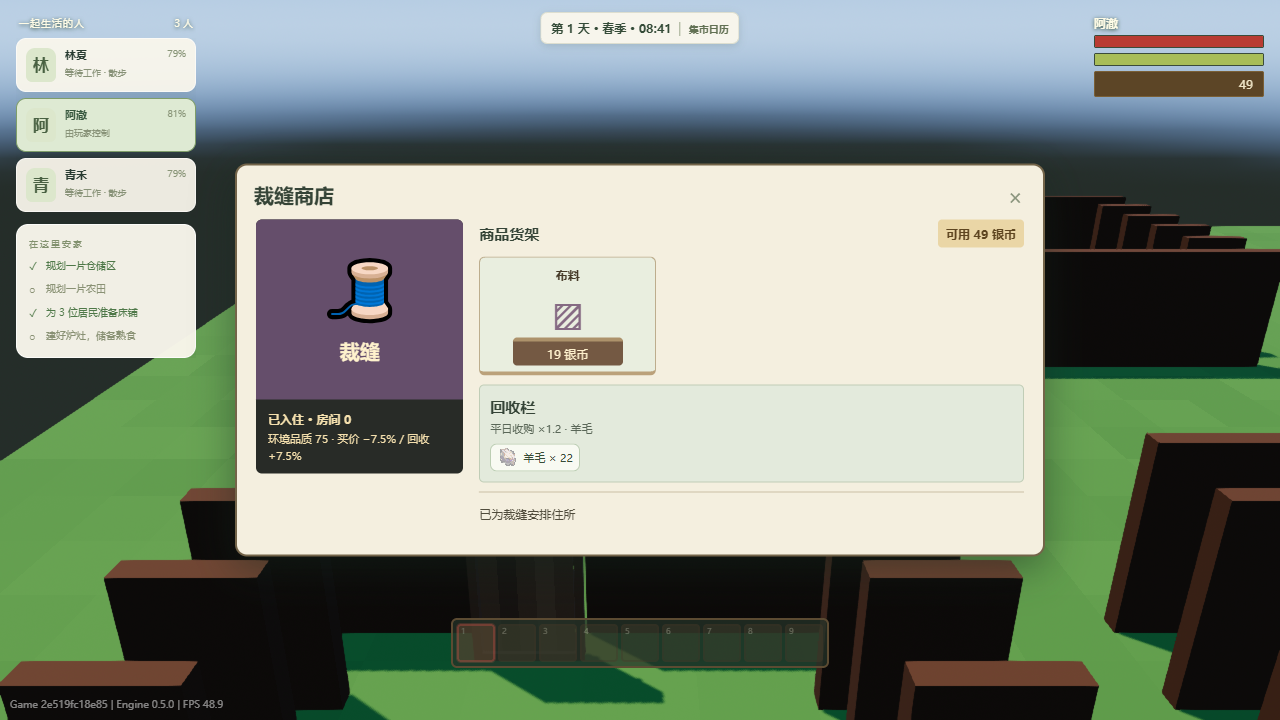 一起生活的人 3 人
林 林夏 79%
等待工作 · 散步
阿 阿澈 81%
由玩家控制
青 青禾 79%
等待工作 · 散步
在这里安家
✓ 规划一片仓储区
○ 规划一片农田
✓ 为 3 位居民准备床铺
○ 建好炉灶，储备熟食
第 1 天 • 春季 • 08:41 | 集市日历
阿澈
49
裁缝商店
×
裁缝
已入住 • 房间 0
环境品质 75 · 买价 −7.5% / 回收
+7.5%
商品货架
可用 49 银币
布料
19 银币
回收栏
平日收购 ×1.2 · 羊毛
羊毛 × 22
已为裁缝安排住所
1 2 3 4 5 6 7 8 9
Game 2e519fc18e85 | Engine 0.5.0 | FPS 48.9